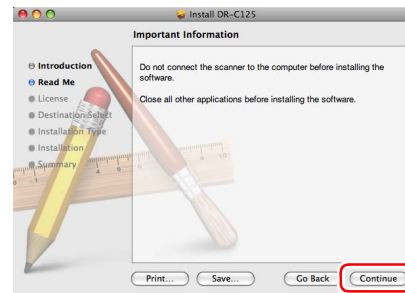 Install DR-C125
Important Information
Introduction
Read Me
License
Destination Select
Installation Type
Installation
Summary
Do not connect the scanner to the computer before installing the
software.
Close all other applications before installing the software.
Print...
Save...
Go Back
Continue